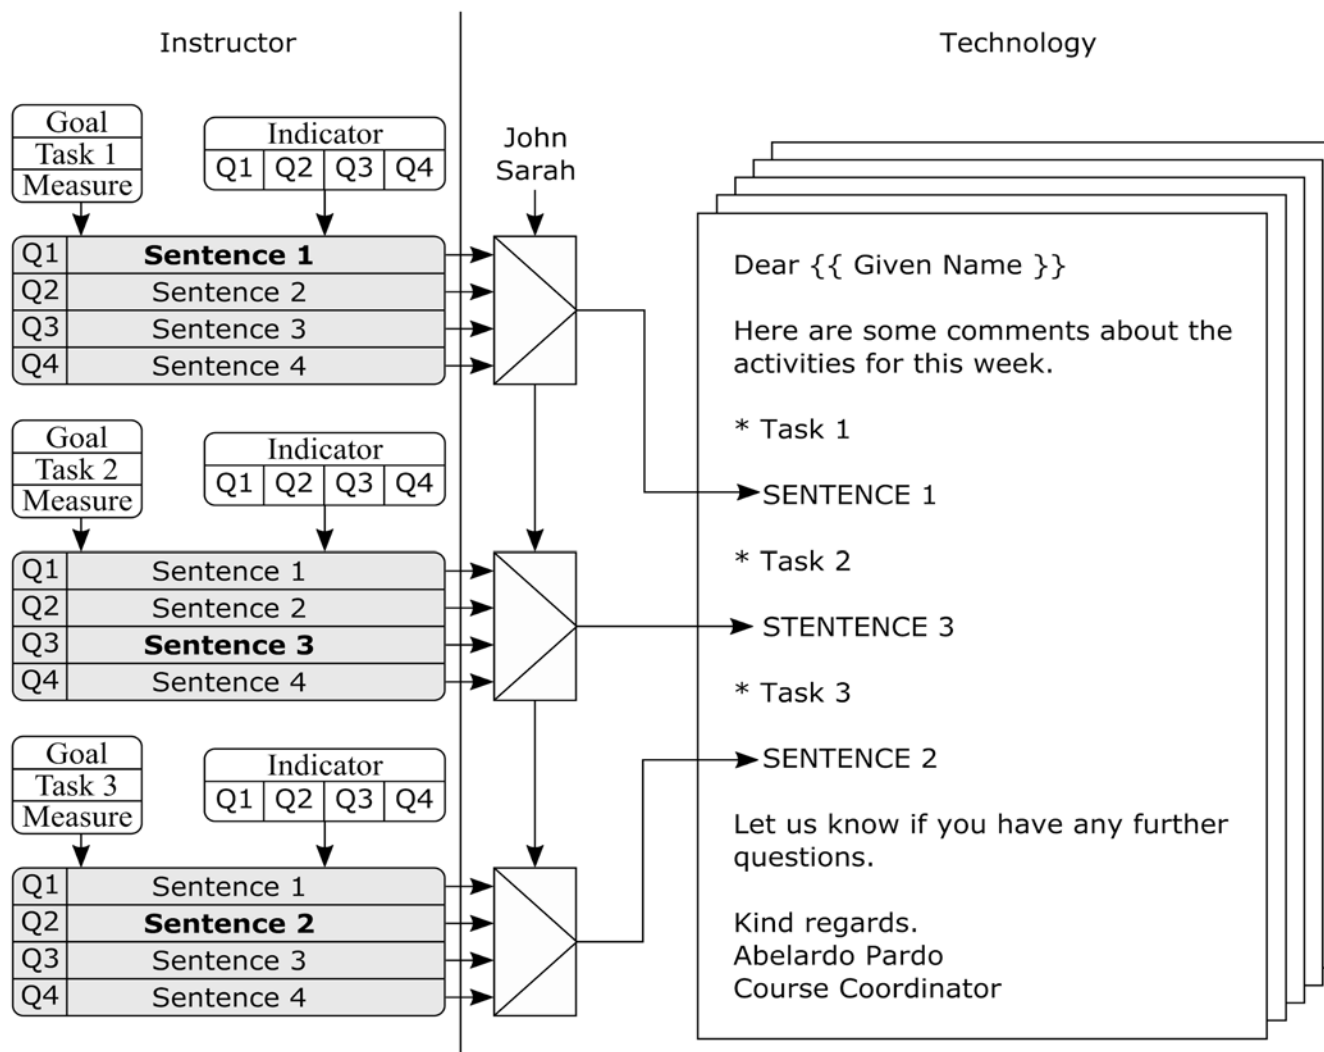 Instructor
Technology
Goal
Task 1
Measure
Indicator
Q1 Q2 Q3 Q4
John
Sarah
Q1 Sentence 1
Q2 Sentence 2
Q3 Sentence 3
Q4 Sentence 4
Goal
Task 2
Measure
Indicator
Q1 Q2 Q3 Q4
Q1 Sentence 1
Q2 Sentence 2
Q3 Sentence 3
Q4 Sentence 4
Goal
Task 3
Measure
Indicator
Q1 Q2 Q3 Q4
Q1 Sentence 1
Q2 Sentence 2
Q3 Sentence 3
Q4 Sentence 4
Dear {{ Given Name }}
Here are some comments about the
activities for this week.
* Task 1
SENTENCE 1
* Task 2
STENTENCE 3
* Task 3
SENTENCE 2
Let us know if you have any further
questions.
Kind regards.
Abelardo Pardo
Course Coordinator